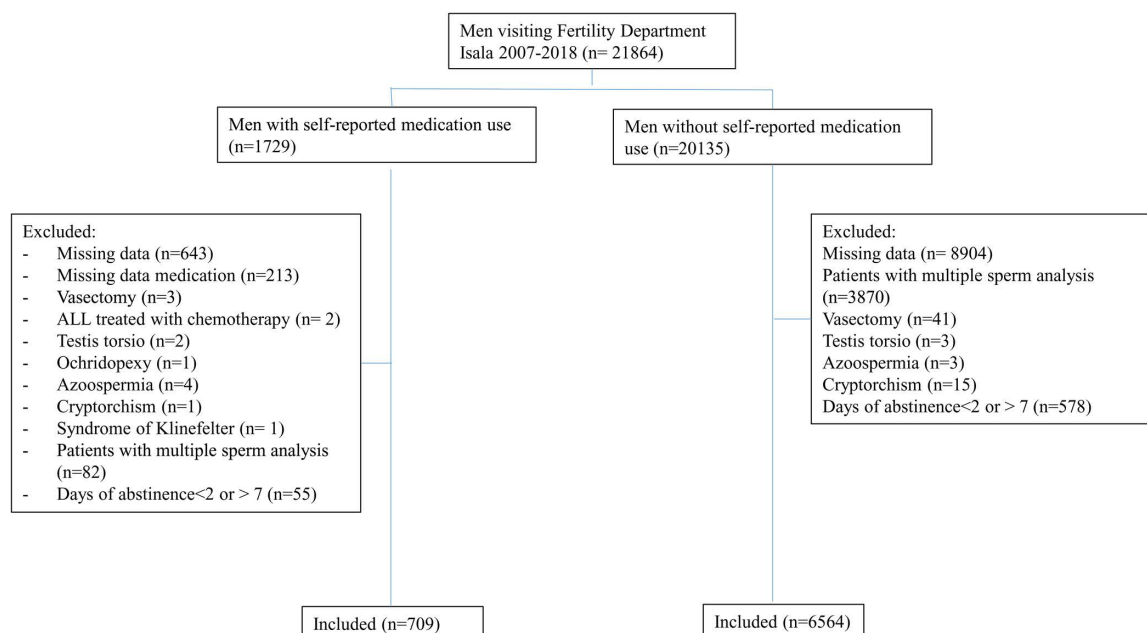 Men visiting Fertility Department
Isala 2007-2018 (n= 21864)
Men with self-reported medication use
(n=1729)
Men without self-reported medication
use (n=20135)
Excluded:
- Missing data (n=643)
- Missing data medication (n=213)
- Vasectomy (n=3)
- ALL treated with chemotherapy (n= 2)
- Testis torsio (n=2)
- Ochridopexy (n=1)
- Azoospermia (n=4)
- Cryptorchism (n=1)
- Syndrome of Klinefelter (n= 1)
- Patients with multiple sperm analysis
(n=82)
- Days of abstinence<2 or > 7 (n=55)
Excluded:
Missing data (n= 8904)
Patients with multiple sperm analysis
(n=3870)
Vasectomy (n=41)
Testis torsio (n=3)
Azoospermia (n=3)
Cryptorchism (n=15)
Days of abstinence<2 or > 7 (n=578)
Included (n=709)
Included (n=6564)